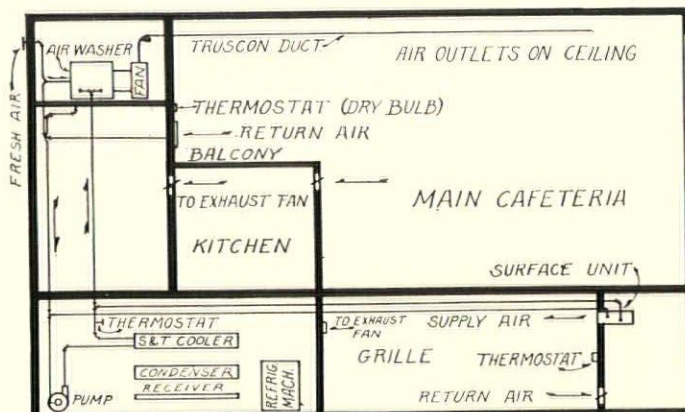 AIR WASHER
TRUSCON DUCT
AIR OUTLETS ON CEILING
FAN
FRESH AIR
THERMOSTAT (DRY BULB)
RETURN AIR
BALCONY
TO EXHAUST FAN
MAIN CAFETERIA
KITCHEN
SURFACE UNIT
THERMOSTAT
S&T COOLER
TO EXHAUST
FAN
SUPPLY AIR
GRILLE
THERMOSTAT
CONDENSER
RECEIVER
REFRIG
MACH.
PUMP
RETURN AIR